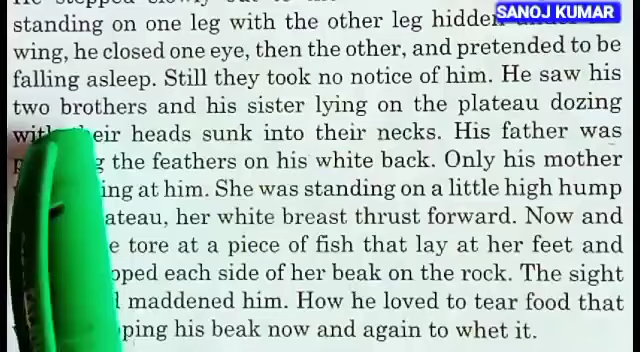 SANOJ KUMAR
standing on one leg with the other leg hidden
wing, he closed one eye, then the other, and pretended to be
falling asleep. Still they took no notice of him. He saw his
two brothers and his sister lying on the plateau dozing
with their heads sunk into their necks. His father was
the feathers on his white back. Only his mother
ing at him. She was standing on a little high hump
ateau, her white breast thrust forward. Now and
e tore at a piece of fish that lay at her feet and
pped each side of her beak on the rock. The sight
maddened him. How he loved to tear food that
ping his beak now and again to whet it.